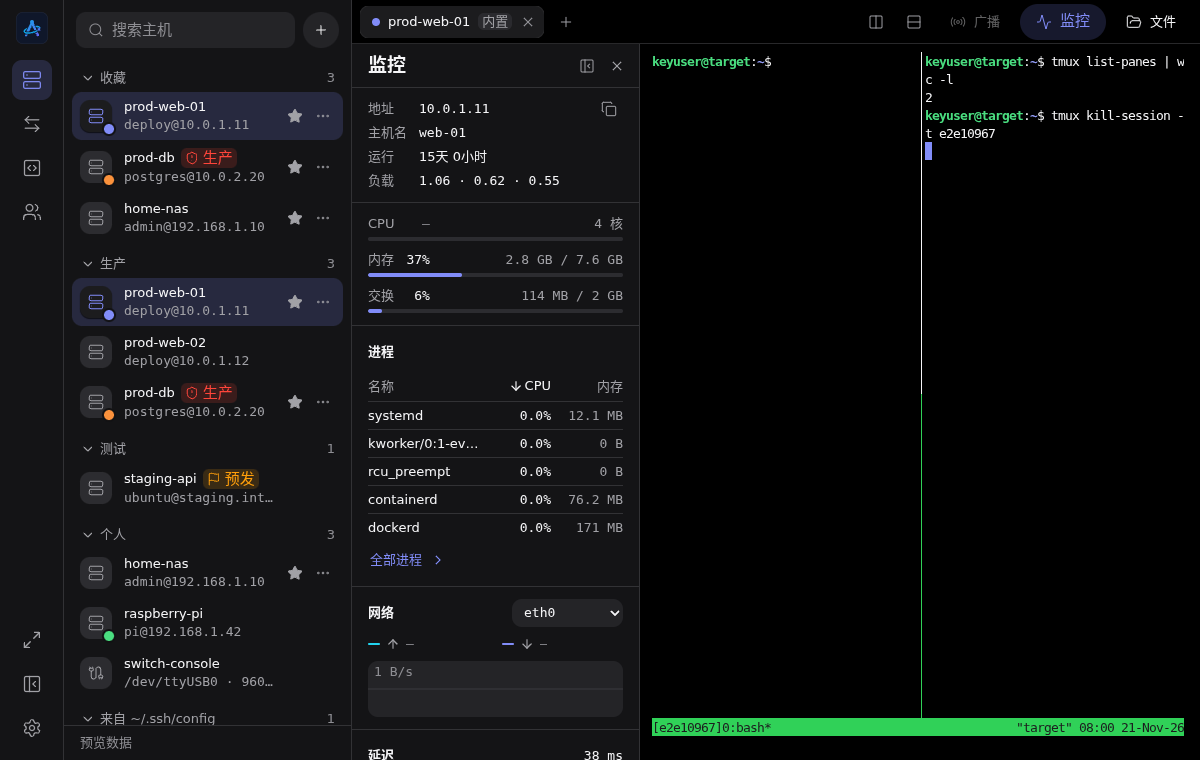 搜索主机
收藏 3
prod-web-01
deploy@10.0.1.11
prod-db 生产
postgres@10.0.2.20
home-nas
admin@192.168.1.10
生产 3
prod-web-01
deploy@10.0.1.11
prod-web-02
deploy@10.0.1.12
prod-db 生产
postgres@10.0.2.20
测试 1
staging-api 预发
ubuntu@staging.int…
个人 3
home-nas
admin@192.168.1.10
raspberry-pi
pi@192.168.1.42
switch-console
/dev/ttyUSB0 · 960…
来自 ~/.ssh/config 1
预览数据
prod-web-01 内置
广播 监控 文件
监控
地址 10.0.1.11
主机名 web-01
运行 15天 0小时
负载 1.06 · 0.62 · 0.55
CPU — 4 核
内存 37% 2.8 GB / 7.6 GB
交换 6% 114 MB / 2 GB
进程
名称 CPU 内存
systemd 0.0% 12.1 MB
kworker/0:1-ev… 0.0% 0 B
rcu_preempt 0.0% 0 B
containerd 0.0% 76.2 MB
dockerd 0.0% 171 MB
全部进程
网络 eth0
↑ — ↓ —
1 B/s
延迟 38 ms
keyuser@target:~$
keyuser@target:~$ tmux list-panes | w
c -l
2
keyuser@target:~$ tmux kill-session -
t e2e10967
[e2e10967]0:bash* "target" 08:00 21-Nov-26